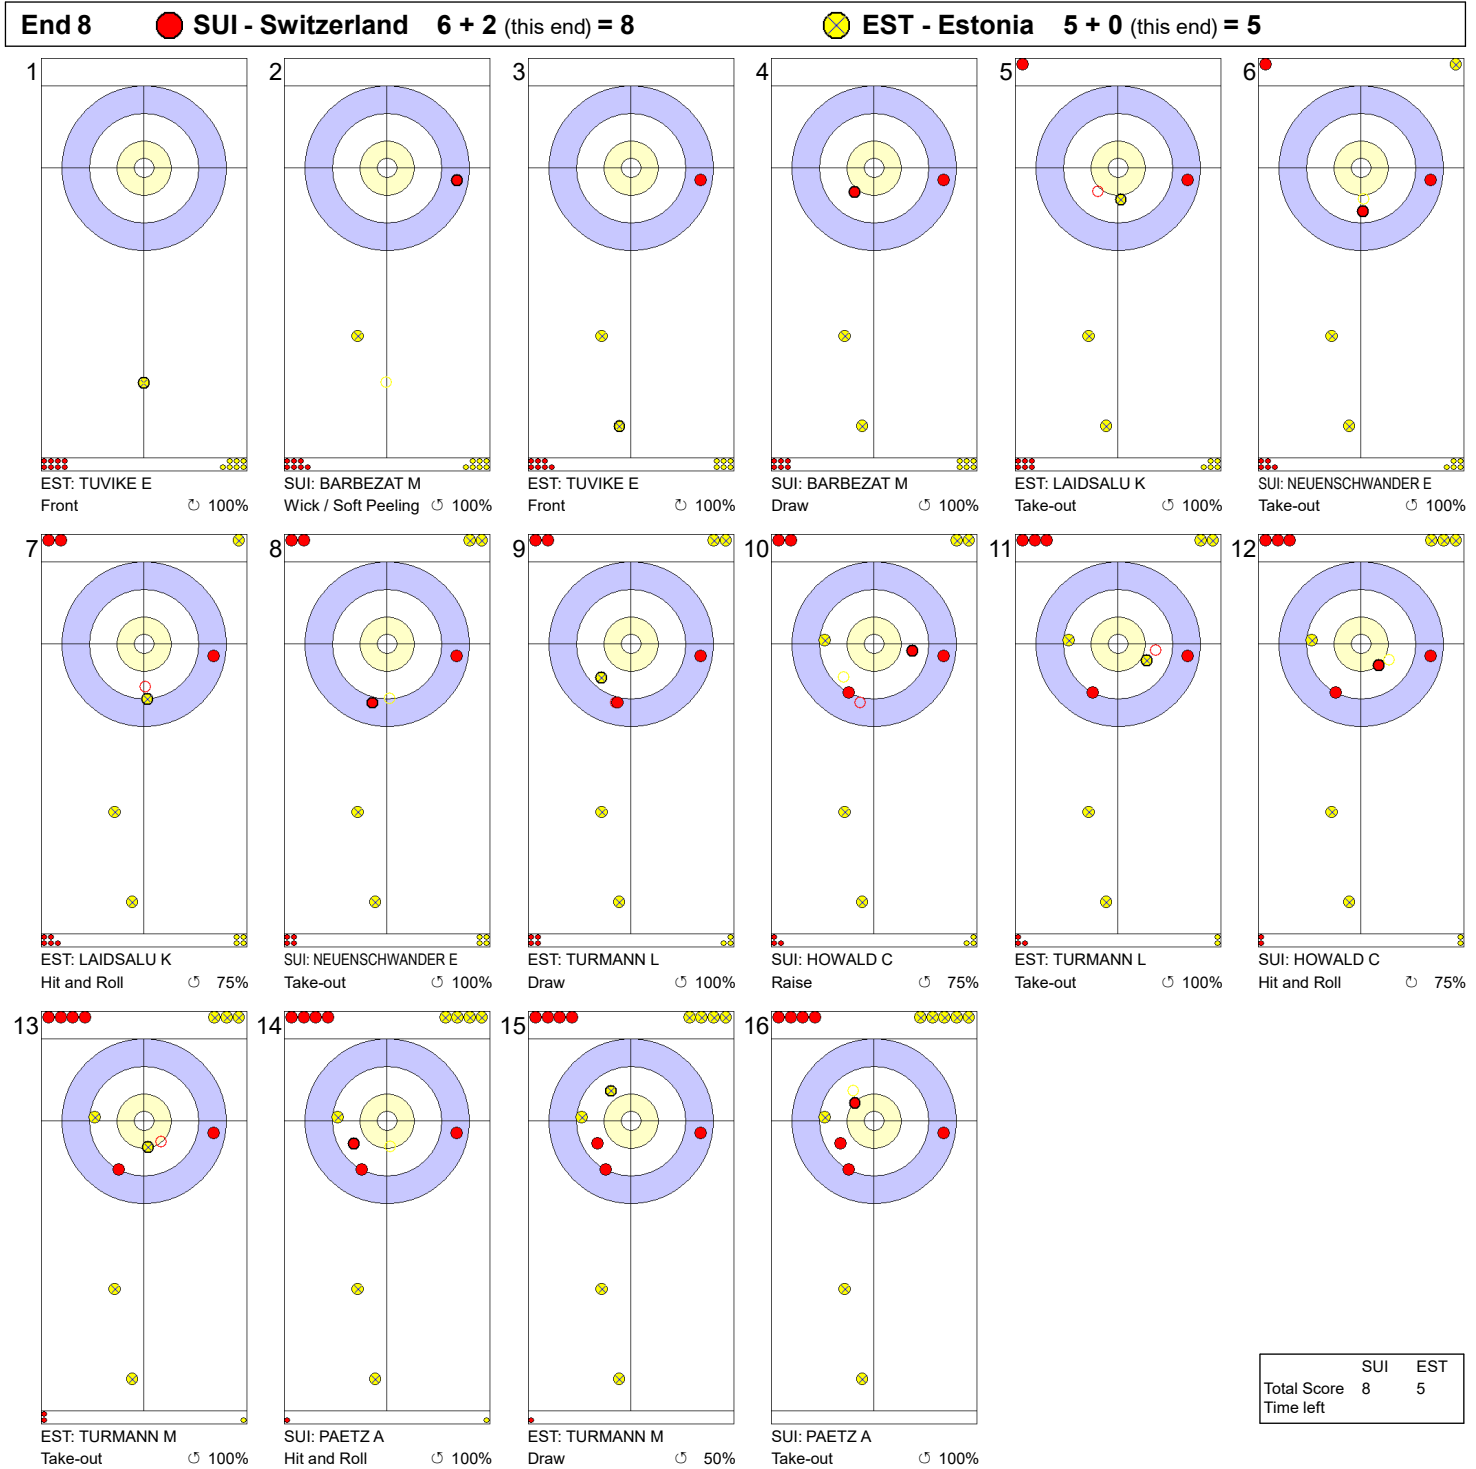 End 8 SUI - Switzerland 6 + 2 (this end) = 8 EST - Estonia 5 + 0 (this end) = 5
1 2 3 4 5 6
EST: TUVIKE E SUI: BARBEZAT M EST: TUVIKE E SUI: BARBEZAT M EST: LAIDSALU K SUI: NEUENSCHWANDER E
Front ↻ 100% Wick / Soft Peeling ↻ 100% Front ↻ 100% Draw ↻ 100% Take-out ↺ 100% Take-out ↻ 100%
7 8 9 10 11 12
EST: LAIDSALU K SUI: NEUENSCHWANDER E EST: TURMANN L SUI: HOWALD C EST: TURMANN L SUI: HOWALD C
Hit and Roll ↺ 75% Take-out ↺ 100% Draw ↺ 100% Raise ↺ 75% Take-out ↺ 100% Hit and Roll ↻ 75%
13 14 15 16
EST: TURMANN M SUI: PAETZ A EST: TURMANN M SUI: PAETZ A
Take-out ↺ 100% Hit and Roll ↺ 100% Draw ↺ 50% Take-out ↺ 100%
SUI EST
Total Score 8 5
Time left